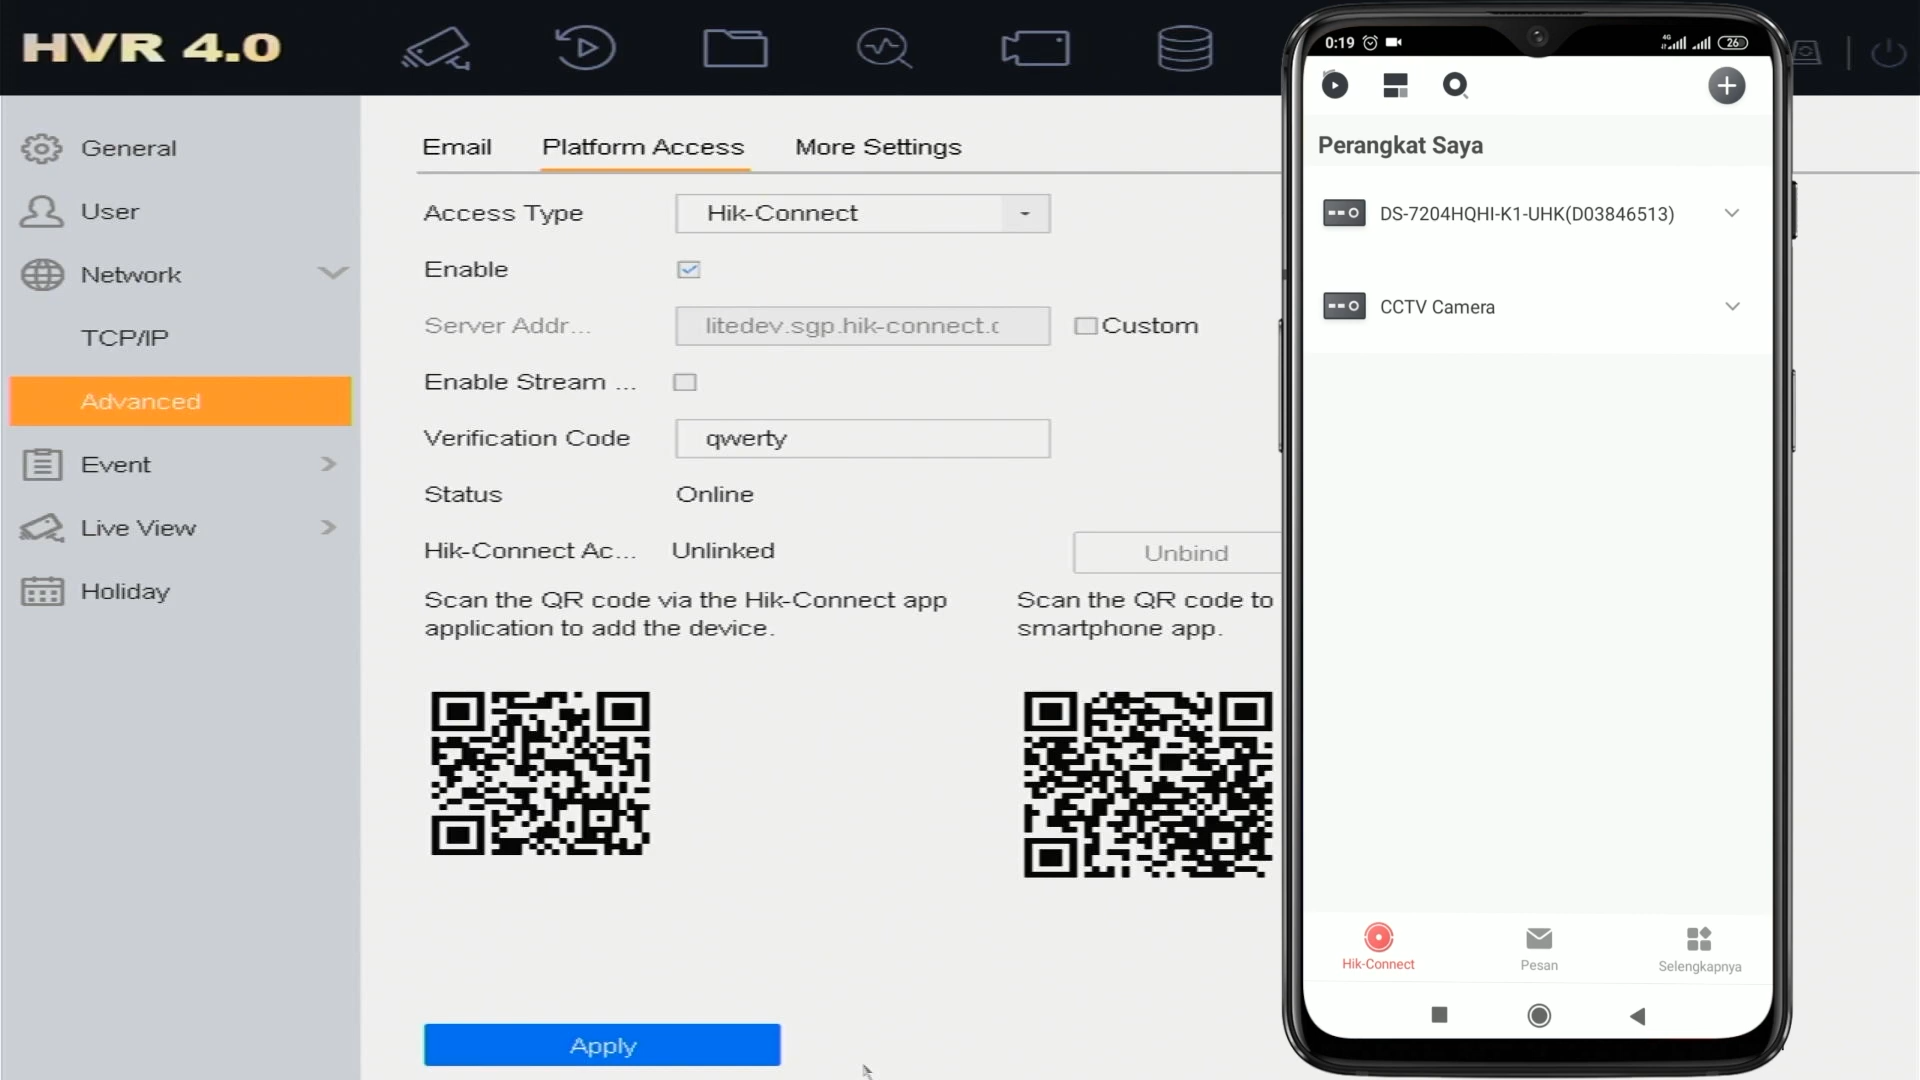 HVR 4.0
General
User
Network
TCP/IP
Advanced
Event
Live View
Holiday
Email
Platform Access
More Settings
Access Type
Hik-Connect
Enable
Server Addr...
litedev.sgp.hik-connect.c
Custom
Enable Stream ...
Verification Code
qwerty
Status
Online
Hik-Connect Ac...
Unlinked
Unbind
Scan the QR code via the Hik-Connect app
application to add the device.
Scan the QR code to
smartphone app.
Apply
0:19
4G
26
Perangkat Saya
DS-7204HQHI-K1-UHK(D03846513)
CCTV Camera
Hik-Connect
Pesan
Selengkapnya